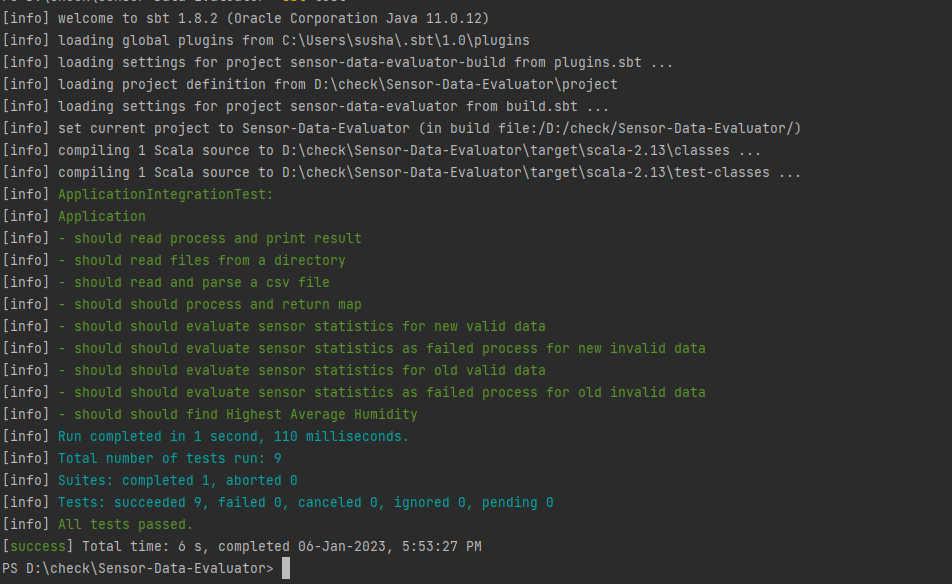 [info] welcome to sbt 1.8.2 (Oracle Corporation Java 11.0.12)
[info] loading global plugins from C:\Users\susha\.sbt\1.0\plugins
[info] loading settings for project sensor-data-evaluator-build from plugins.sbt ...
[info] loading project definition from D:\check\Sensor-Data-Evaluator\project
[info] loading settings for project sensor-data-evaluator from build.sbt ...
[info] set current project to Sensor-Data-Evaluator (in build file:/D:/check/Sensor-Data-Evaluator/)
[info] compiling 1 Scala source to D:\check\Sensor-Data-Evaluator\target\scala-2.13\classes ...
[info] compiling 1 Scala source to D:\check\Sensor-Data-Evaluator\target\scala-2.13\test-classes ...
[info] ApplicationIntegrationTest:
[info] Application
[info] - should read process and print result
[info] - should read files from a directory
[info] - should read and parse a csv file
[info] - should should process and return map
[info] - should should evaluate sensor statistics for new valid data
[info] - should should evaluate sensor statistics as failed process for new invalid data
[info] - should should evaluate sensor statistics for old valid data
[info] - should should evaluate sensor statistics as failed process for old invalid data
[info] - should should find Highest Average Humidity
[info] Run completed in 1 second, 110 milliseconds.
[info] Total number of tests run: 9
[info] Suites: completed 1, aborted 0
[info] Tests: succeeded 9, failed 0, canceled 0, ignored 0, pending 0
[info] All tests passed.
[success] Total time: 6 s, completed 06-Jan-2023, 5:53:27 PM
PS D:\check\Sensor-Data-Evaluator>